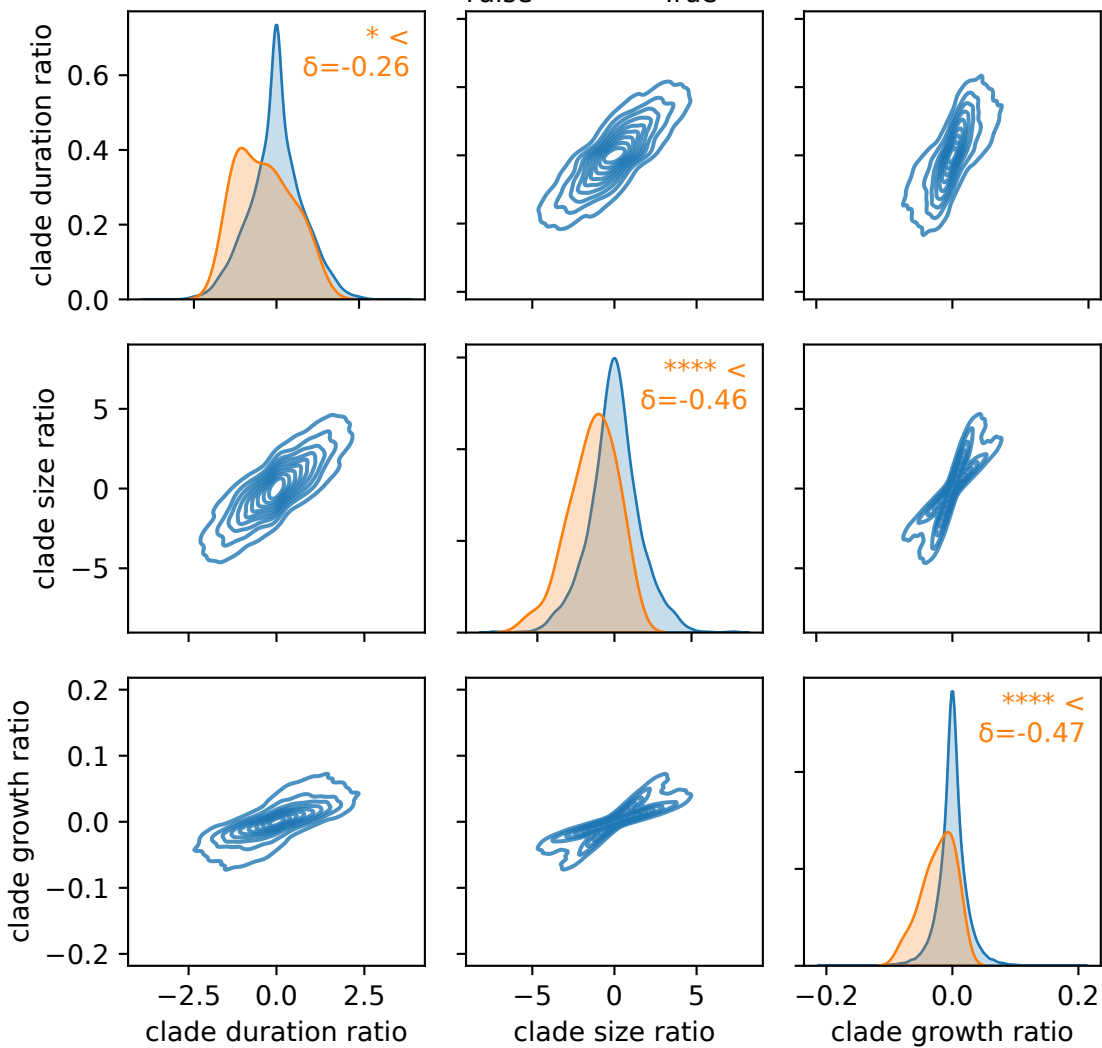 False True
clade duration ratio
0.6
0.4
0.2
0.0
* <
δ=-0.26
clade size ratio
5
0
−5
**** <
δ=-0.46
clade growth ratio
0.2
0.1
0.0
−0.1
−0.2
**** <
δ=-0.47
−2.5 0.0 2.5
−5 0 5
−0.2 0.0 0.2
clade duration ratio
clade size ratio
clade growth ratio